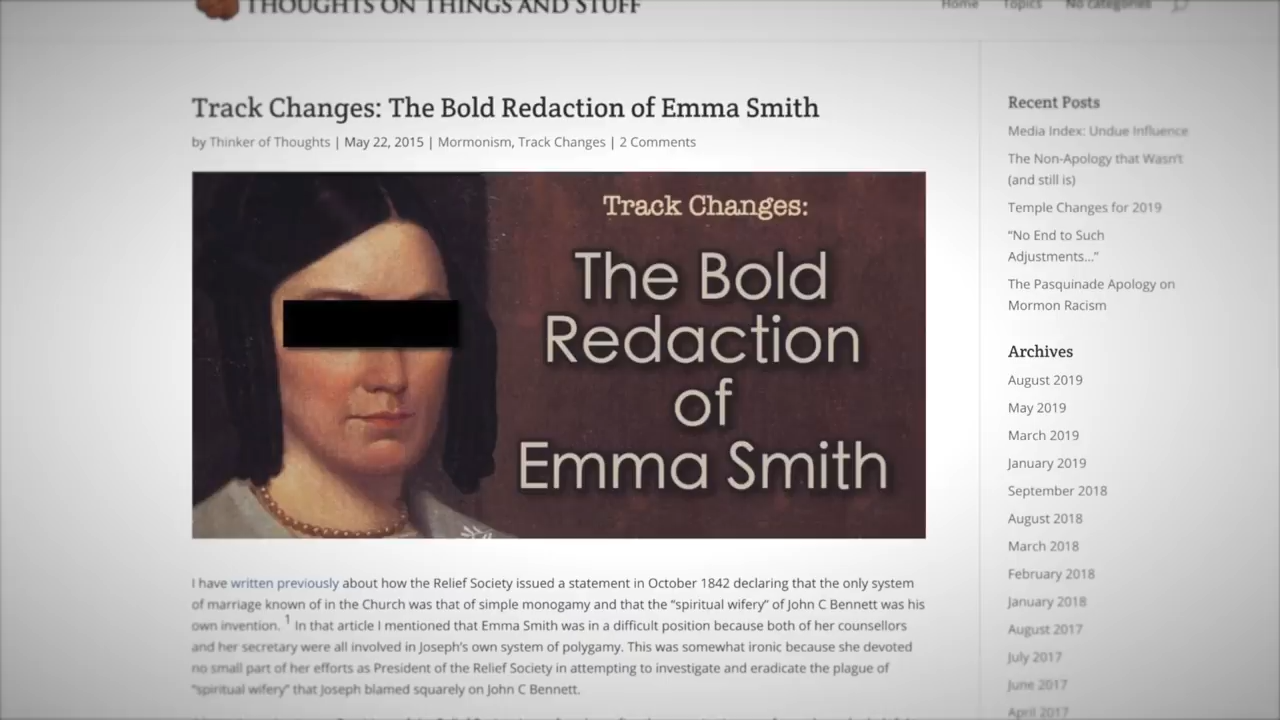 THOUGHTS ON THINGS AND STUFF
Home Topics No categories
Track Changes: The Bold Redaction of Emma Smith
by Thinker of Thoughts | May 22, 2015 | Mormonism, Track Changes | 2 Comments
Track Changes:
The Bold
Redaction
of
Emma Smith
I have written previously about how the Relief Society issued a statement in October 1842 declaring that the only system
of marriage known of in the Church was that of simple monogamy and that the “spiritual wifery” of John C Bennett was his
own invention. 1 In that article I mentioned that Emma Smith was in a difficult position because both of her counsellors
and her secretary were all involved in Joseph’s own system of polygamy. This was somewhat ironic because she devoted
no small part of her efforts as President of the Relief Society in attempting to investigate and eradicate the plague of
“spiritual wifery” that Joseph blamed squarely on John C Bennett.
Recent Posts
Media Index: Undue Influence
The Non-Apology that Wasn’t
(and still is)
Temple Changes for 2019
“No End to Such
Adjustments…”
The Pasquinade Apology on
Mormon Racism
Archives
August 2019
May 2019
March 2019
January 2019
September 2018
August 2018
March 2018
February 2018
January 2018
August 2017
July 2017
June 2017
April 2017